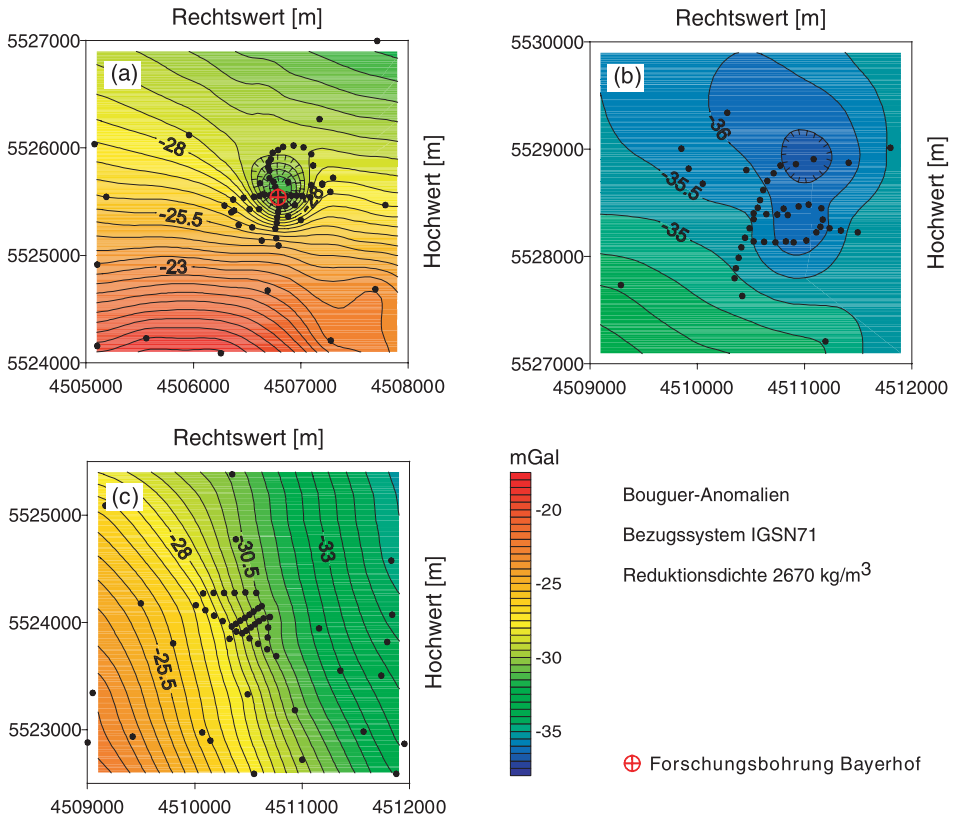 Rechtswert [m]
5527000
5526000
5525000
5524000
4505000 4506000 4507000 4508000
Hochwert [m]
(a)
-28
-25.5
-23
Rechtswert [m]
5530000
5529000
5528000
5527000
4509000 4510000 4511000 4512000
Hochwert [m]
(b)
-36
-35.5
-35
Rechtswert [m]
5525000
5524000
5523000
4509000 4510000 4511000 4512000
Hochwert [m]
(c)
-28
-30.5
-33
-25.5
mGal
-20
-25
-30
-35
Bouguer-Anomalien
Bezugssystem IGSN71
Reduktionsdichte 2670 kg/m³
Forschungsbohrung Bayerhof